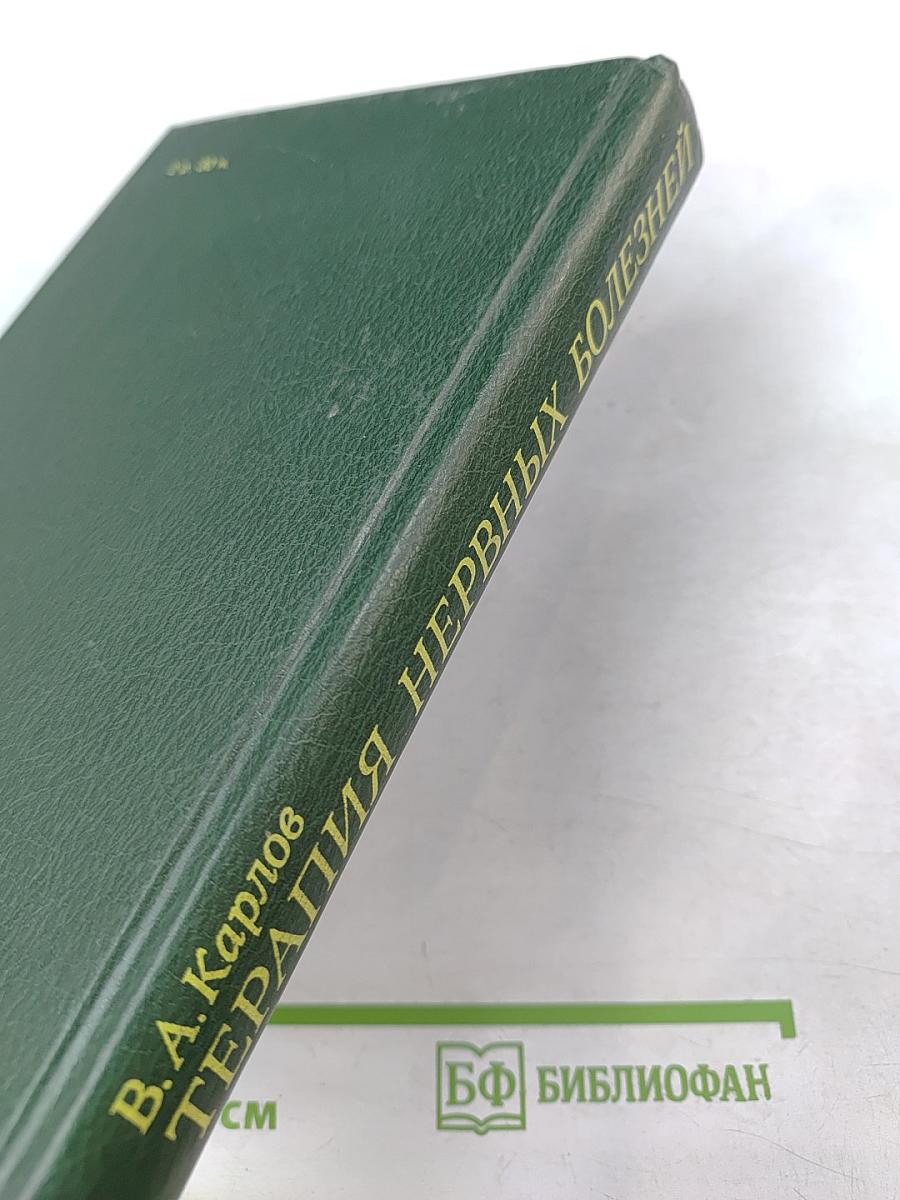 В. А. Карлов
ТЕРАПИЯ НЕРВНЫХ БОЛЕЗНЕЙ
СМ
БФ БИБЛИОФАН